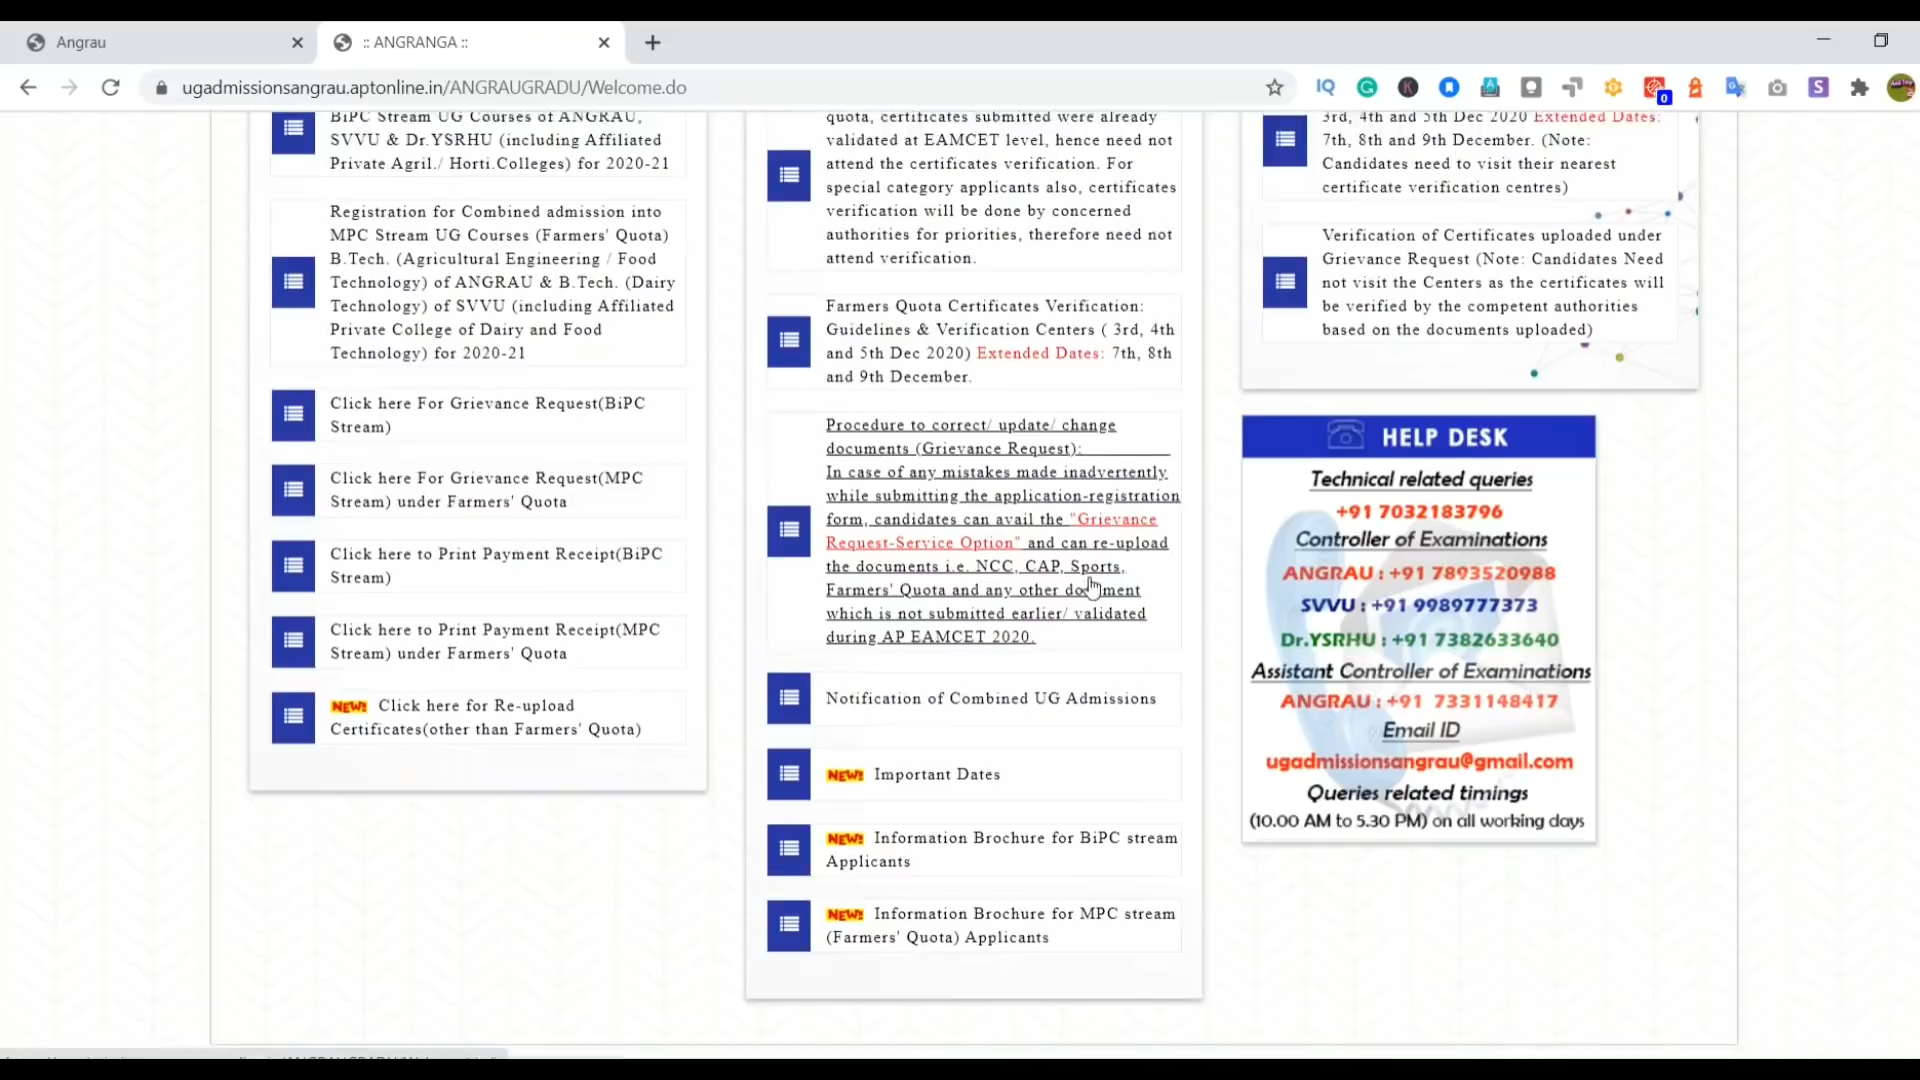 Angrau
:: ANGRANGA ::
ugadmissionsangrau.aptonline.in/ANGRAUGRADU/Welcome.do
BiPC Stream UG Courses of ANGRAU,
SVVU & Dr.YSRHU (including Affiliated
Private Agril./ Horti.Colleges) for 2020-21
Registration for Combined admission into
MPC Stream UG Courses (Farmers' Quota)
B.Tech. (Agricultural Engineering / Food
Technology) of ANGRAU & B.Tech. (Dairy
Technology) of SVVU (including Affiliated
Private College of Dairy and Food
Technology) for 2020-21
Click here For Grievance Request(BiPC
Stream)
Click here For Grievance Request(MPC
Stream) under Farmers' Quota
Click here to Print Payment Receipt(BiPC
Stream)
Click here to Print Payment Receipt(MPC
Stream) under Farmers' Quota
NEW! Click here for Re-upload
Certificates(other than Farmers' Quota)
quota, certificates submitted were already
validated at EAMCET level, hence need not
attend the certificates verification. For
special category applicants also, certificates
verification will be done by concerned
authorities for priorities, therefore need not
attend verification.
Farmers Quota Certificates Verification:
Guidelines & Verification Centers ( 3rd, 4th
and 5th Dec 2020) Extended Dates: 7th, 8th
and 9th December.
Procedure to correct/ update/ change
documents (Grievance Request):
In case of any mistakes made inadvertently
while submitting the application-registration
form, candidates can avail the "Grievance
Request-Service Option" and can re-upload
the documents i.e. NCC, CAP, Sports,
Farmers' Quota and any other document
which is not submitted earlier/ validated
during AP EAMCET 2020.
Notification of Combined UG Admissions
NEW! Important Dates
NEW! Information Brochure for BiPC stream
Applicants
NEW! Information Brochure for MPC stream
(Farmers' Quota) Applicants
3rd, 4th and 5th Dec 2020 Extended Dates:
7th, 8th and 9th December. (Note:
Candidates need to visit their nearest
certificate verification centres)
Verification of Certificates uploaded under
Grievance Request (Note: Candidates Need
not visit the Centers as the certificates will
be verified by the competent authorities
based on the documents uploaded)
HELP DESK
Technical related queries
+91 7032183796
Controller of Examinations
ANGRAU : +91 7893520988
SVVU : +91 9989777373
Dr.YSRHU : +91 7382633640
Assistant Controller of Examinations
ANGRAU : +91 7331148417
Email ID
ugadmissionsangrau@gmail.com
Queries related timings
(10.00 AM to 5.30 PM) on all working days